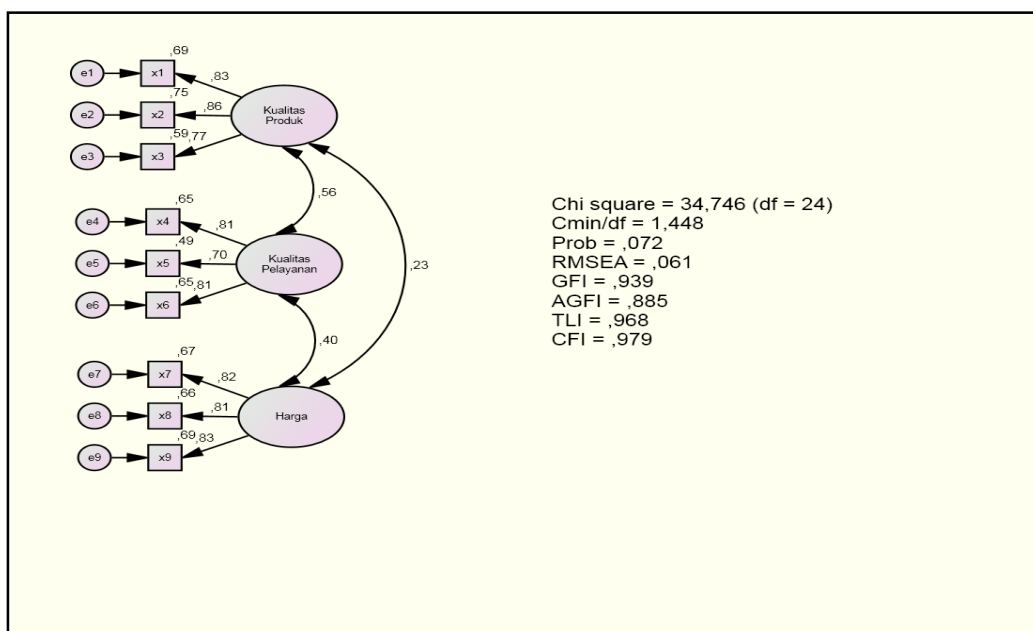 ,69
e1
x1
,83
,75
Kualitas
Produk
e2
x2
,86
,59
,77
e3
x3
,56
,65
e4
x4
,81
,49
Kualitas
Pelayanan
e5
x5
,70
,23
,65
,81
e6
x6
,40
,67
e7
x7
,82
,66
e8
x8
,81
Harga
,69
,83
e9
x9
Chi square = 34,746 (df = 24)
Cmin/df = 1,448
Prob = ,072
RMSEA = ,061
GFI = ,939
AGFI = ,885
TLI = ,968
CFI = ,979